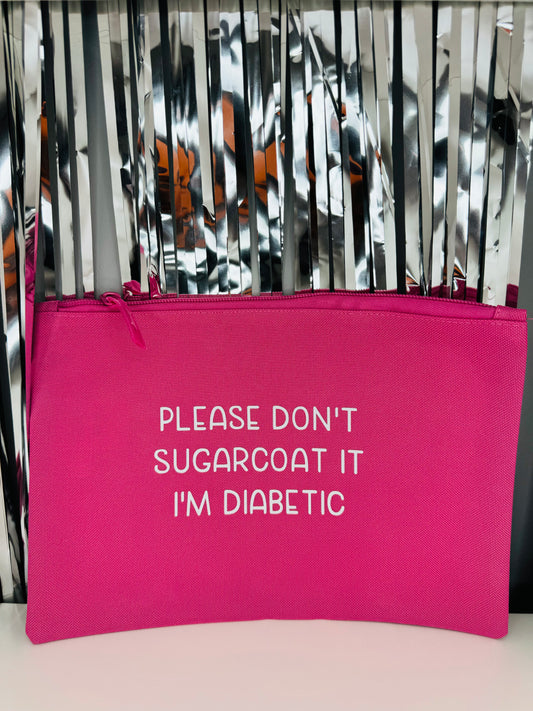 PLEASE DON'T
SUGARCOAT IT
I'M DIABETIC